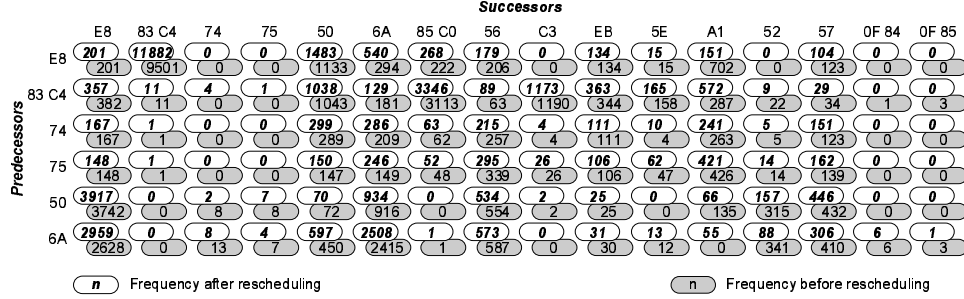 Successors
E8 83 C4 74 75 50 6A 85 C0 56 C3 EB 5E A1 52 57 0F 84 0F 85
Predecessors
E8 201 11882 0 0 1483 540 268 179 0 134 15 151 0 104 0 0
201 9501 0 0 1133 294 222 206 0 134 15 702 0 123 0 0
83 C4 357 11 4 1 1038 129 3346 89 1173 363 165 572 9 29 0 0
382 11 0 0 1043 181 3113 63 1190 344 158 287 22 34 1 3
74 167 1 0 0 299 286 63 215 4 111 10 241 5 151 0 0
167 1 0 0 289 209 62 257 4 111 4 263 5 123 0 0
75 148 1 0 0 150 246 52 295 26 106 62 421 14 162 0 0
148 1 0 0 147 149 48 339 26 106 47 426 14 139 0 0
50 3917 0 2 7 70 934 0 534 2 25 0 66 157 446 0 0
3742 0 8 8 72 916 0 554 2 25 0 135 315 432 0 0
6A 2959 0 8 4 597 2508 1 573 0 31 13 55 88 306 6 1
2628 0 13 7 450 2415 1 587 0 30 12 0 341 410 6 3
n Frequency after rescheduling n Frequency before rescheduling